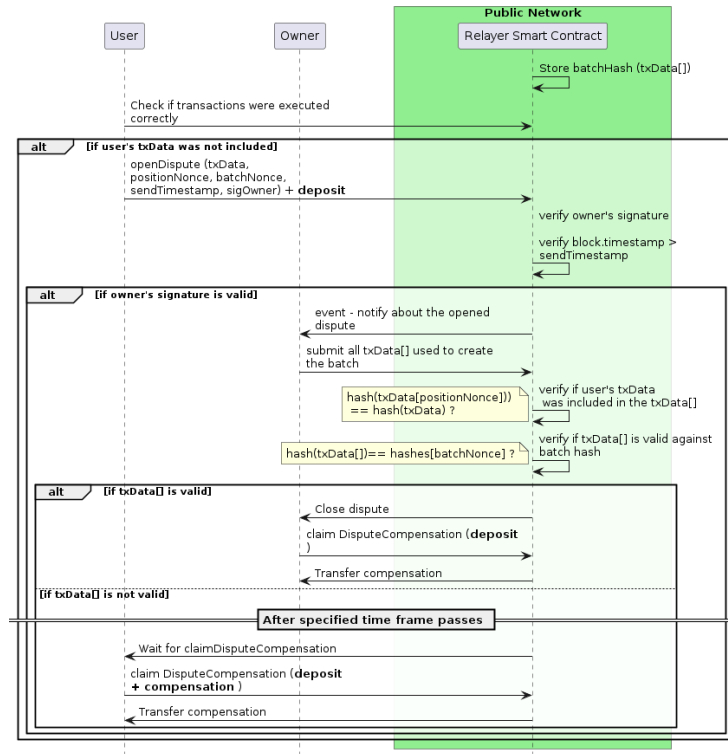 Public Network
User
Owner
Relayer Smart Contract
Store batchHash (txData[])
Check if transactions were executed
correctly
alt
[if user's txData was not included]
openDispute (txData,
positionNonce, batchNonce,
sendTimestamp, sigOwner) + deposit
verify owner's signature
verify block.timestamp >
sendTimestamp
alt
[if owner's signature is valid]
event - notify about the opened
dispute
submit all txData[] used to create
the batch
hash(txData[positionNonce]))
== hash(txData) ?
verify if user's txData
was included in the txData[]
hash(txData[])== hashes[batchNonce] ?
verify if txData[] is valid against
batch hash
alt
[if txData[] is valid]
Close dispute
claim DisputeCompensation (deposit
)
Transfer compensation
[if txData[] is not valid]
After specified time frame passes
Wait for claimDisputeCompensation
claim DisputeCompensation (deposit
+ compensation )
Transfer compensation